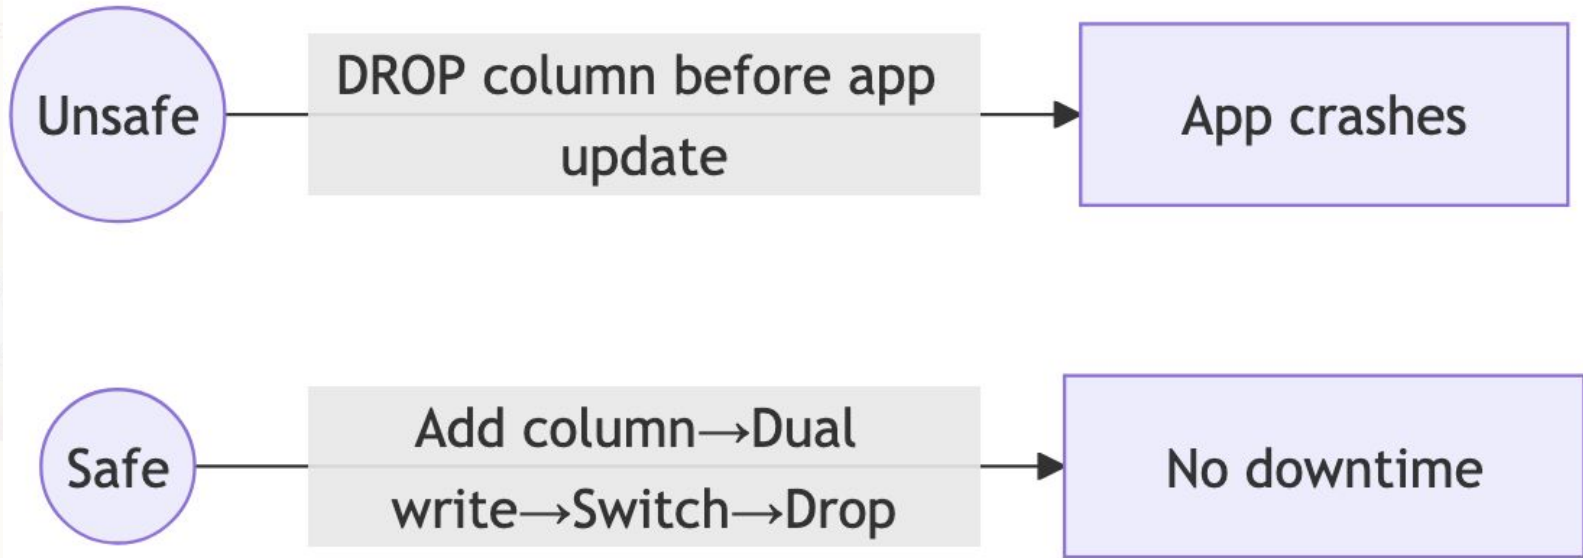 Unsafe
DROP column before app
update
App crashes
Safe
Add column→Dual
write→Switch→Drop
No downtime